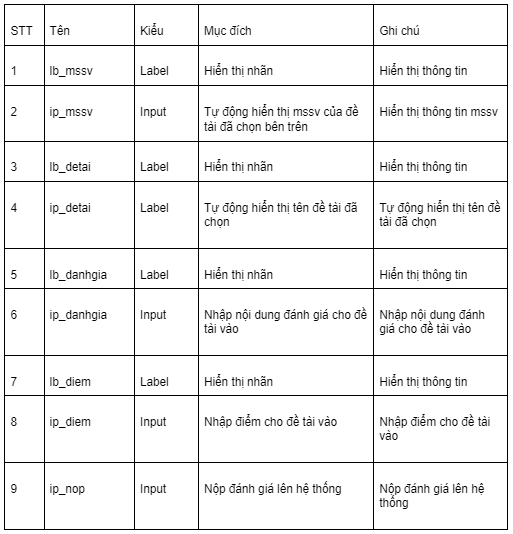 STT Tên Kiểu Mục đích Ghi chú
1 lb_mssv Label Hiển thị nhãn Hiển thị thông tin
2 ip_mssv Input Tự động hiển thị mssv của đề Hiển thị thông tin mssv
tài đã chọn bên trên
3 lb_detai Label Hiển thị nhãn Hiển thị thông tin
4 ip_detai Label Tự động hiển thị tên đề tài đã Tự động hiển thị tên đề
chọn tài đã chọn
5 lb_danhgia Label Hiển thị nhãn Hiển thị thông tin
6 ip_danhgia Input Nhập nội dung đánh giá cho đề Nhập nội dung đánh
tài vào giá cho đề tài vào
7 lb_diem Label Hiển thị nhãn Hiển thị thông tin
8 ip_diem Input Nhập điểm cho đề tài vào Nhập điểm cho đề tài
vào
9 ip_nop Input Nộp đánh giá lên hệ thống Nộp đánh giá lên hệ
thống